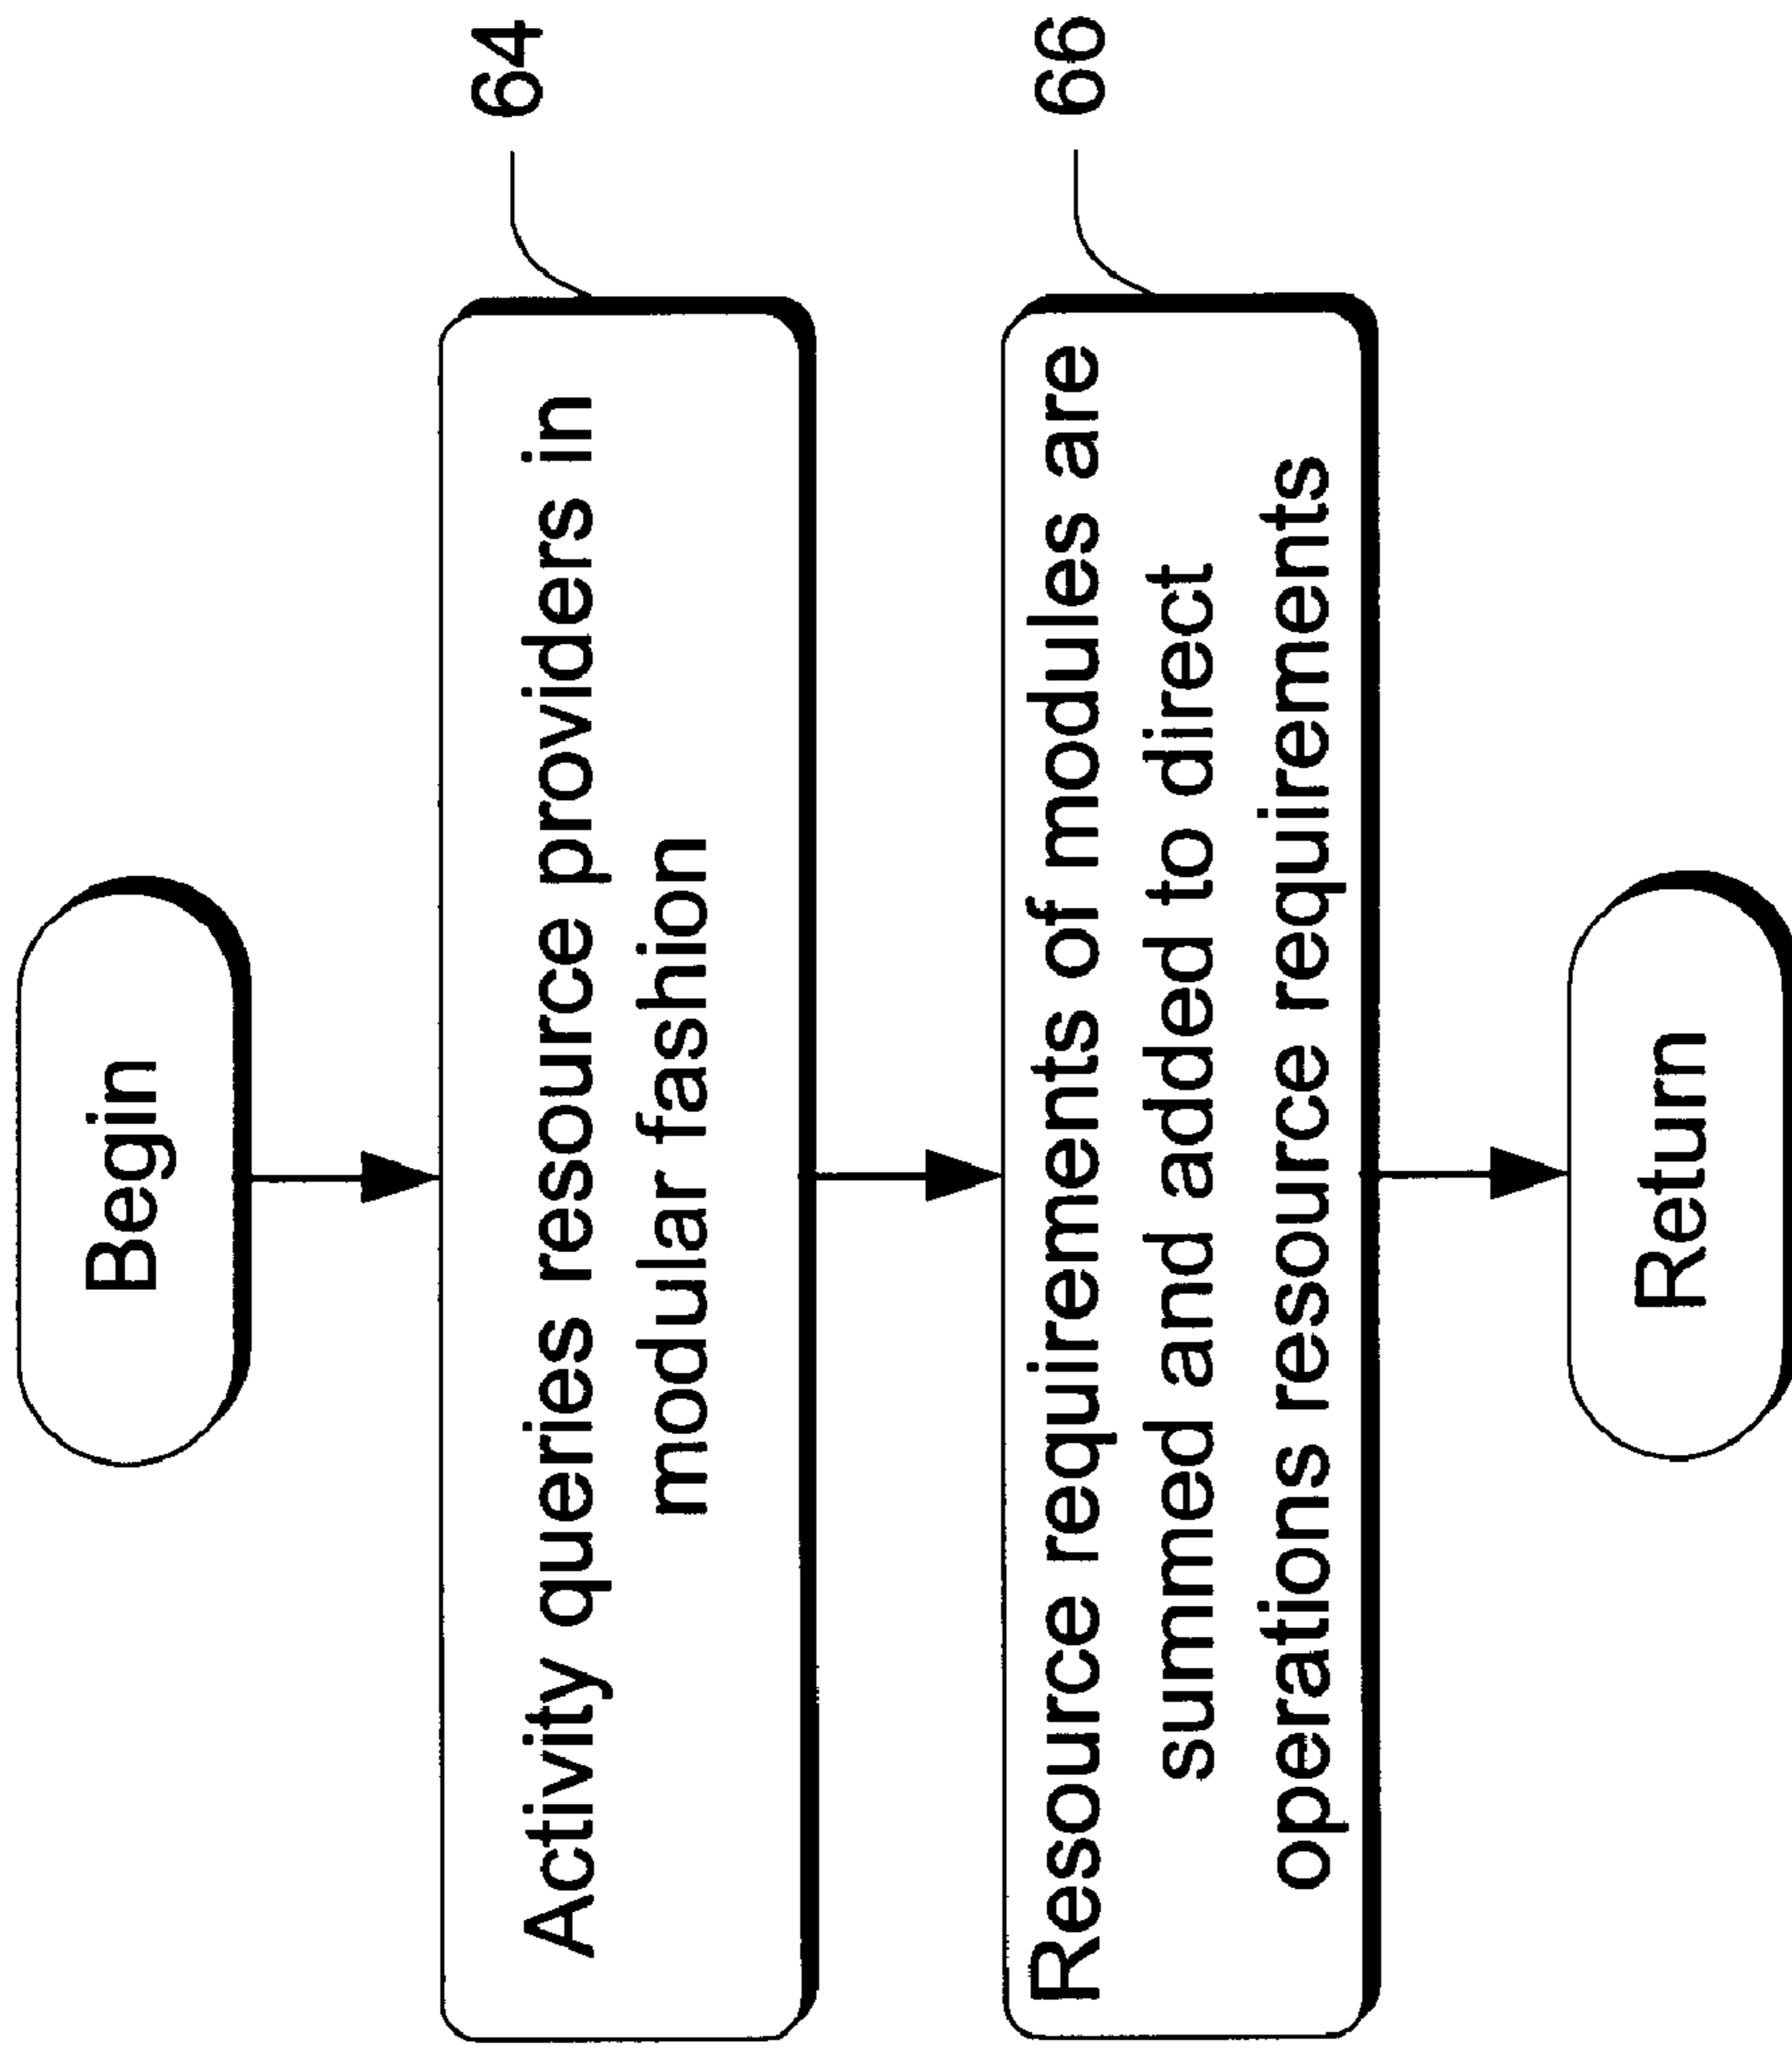 Begin
Activity queries resource providers in
modular fashion
64
Resource requirements of modules are
summed and added to direct
operations resource requirements
66
Return